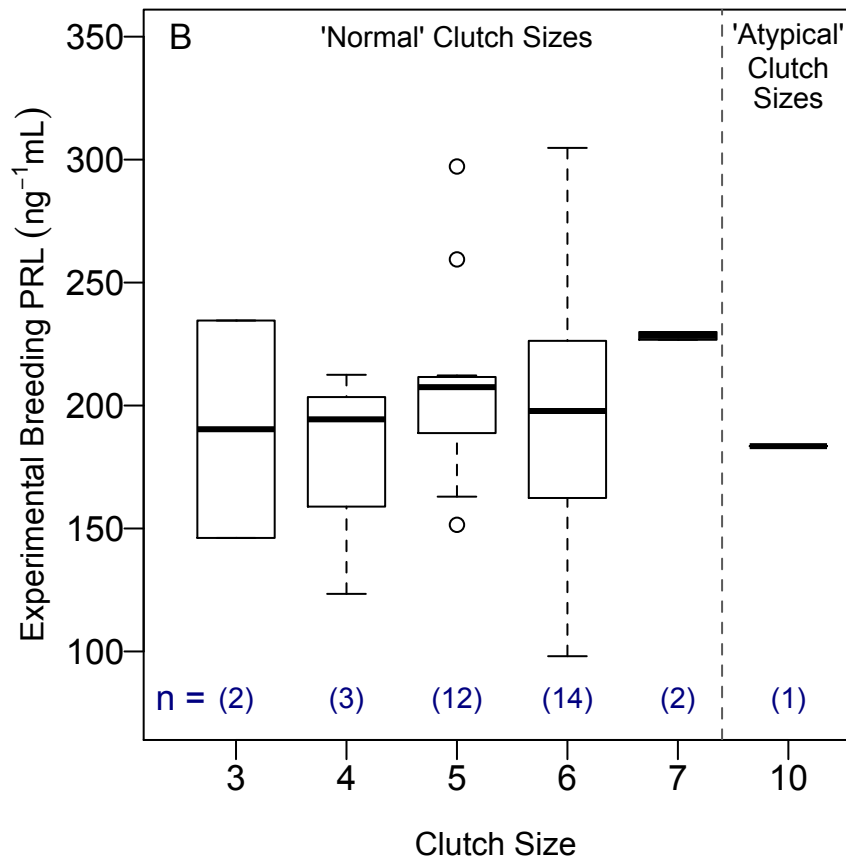 B
'Normal' Clutch Sizes
'Atypical'
Clutch
Sizes
Experimental Breeding PRL (ng⁻¹mL)
350
300
250
200
150
100
n = (2) (3) (12) (14) (2) (1)
3 4 5 6 7 10
Clutch Size